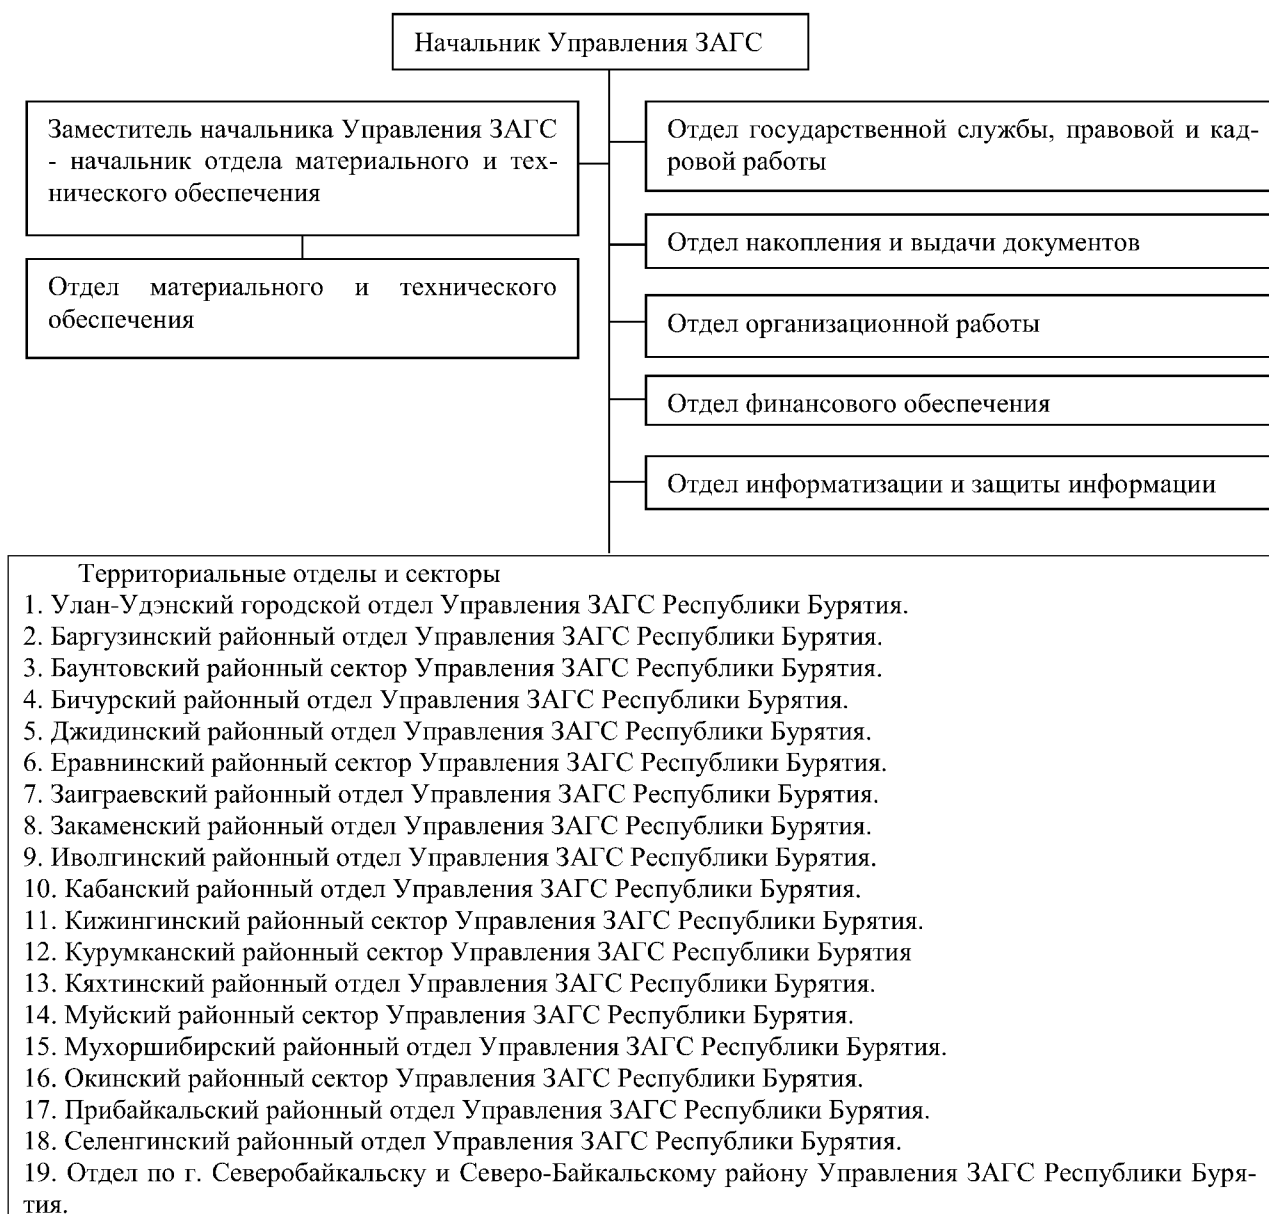 Начальник Управления ЗАГС
Заместитель начальника Управления ЗАГС
- начальник отдела материального и тех-
нического обеспечения
Отдел материального и технического
обеспечения
Отдел государственной службы, правовой и кад-
ровой работы
Отдел накопления и выдачи документов
Отдел организационной работы
Отдел финансового обеспечения
Отдел информатизации и защиты информации
Территориальные отделы и секторы
1. Улан-Удэнский городской отдел Управления ЗАГС Республики Бурятия.
2. Баргузинский районный отдел Управления ЗАГС Республики Бурятия.
3. Баунтовский районный сектор Управления ЗАГС Республики Бурятия.
4. Бичурский районный отдел Управления ЗАГС Республики Бурятия.
5. Джидинский районный отдел Управления ЗАГС Республики Бурятия.
6. Еравнинский районный сектор Управления ЗАГС Республики Бурятия.
7. Заиграевский районный отдел Управления ЗАГС Республики Бурятия.
8. Закаменский районный отдел Управления ЗАГС Республики Бурятия.
9. Иволгинский районный отдел Управления ЗАГС Республики Бурятия.
10. Кабанский районный отдел Управления ЗАГС Республики Бурятия.
11. Кижингинский районный сектор Управления ЗАГС Республики Бурятия.
12. Курумканский районный сектор Управления ЗАГС Республики Бурятия
13. Кяхтинский районный отдел Управления ЗАГС Республики Бурятия.
14. Муйский районный сектор Управления ЗАГС Республики Бурятия.
15. Мухоршибирский районный отдел Управления ЗАГС Республики Бурятия.
16. Окинский районный сектор Управления ЗАГС Республики Бурятия.
17. Прибайкальский районный отдел Управления ЗАГС Республики Бурятия.
18. Селенгинский районный отдел Управления ЗАГС Республики Бурятия.
19. Отдел по г. Северобайкальску и Северо-Байкальскому району Управления ЗАГС Республики Буря-
тия.